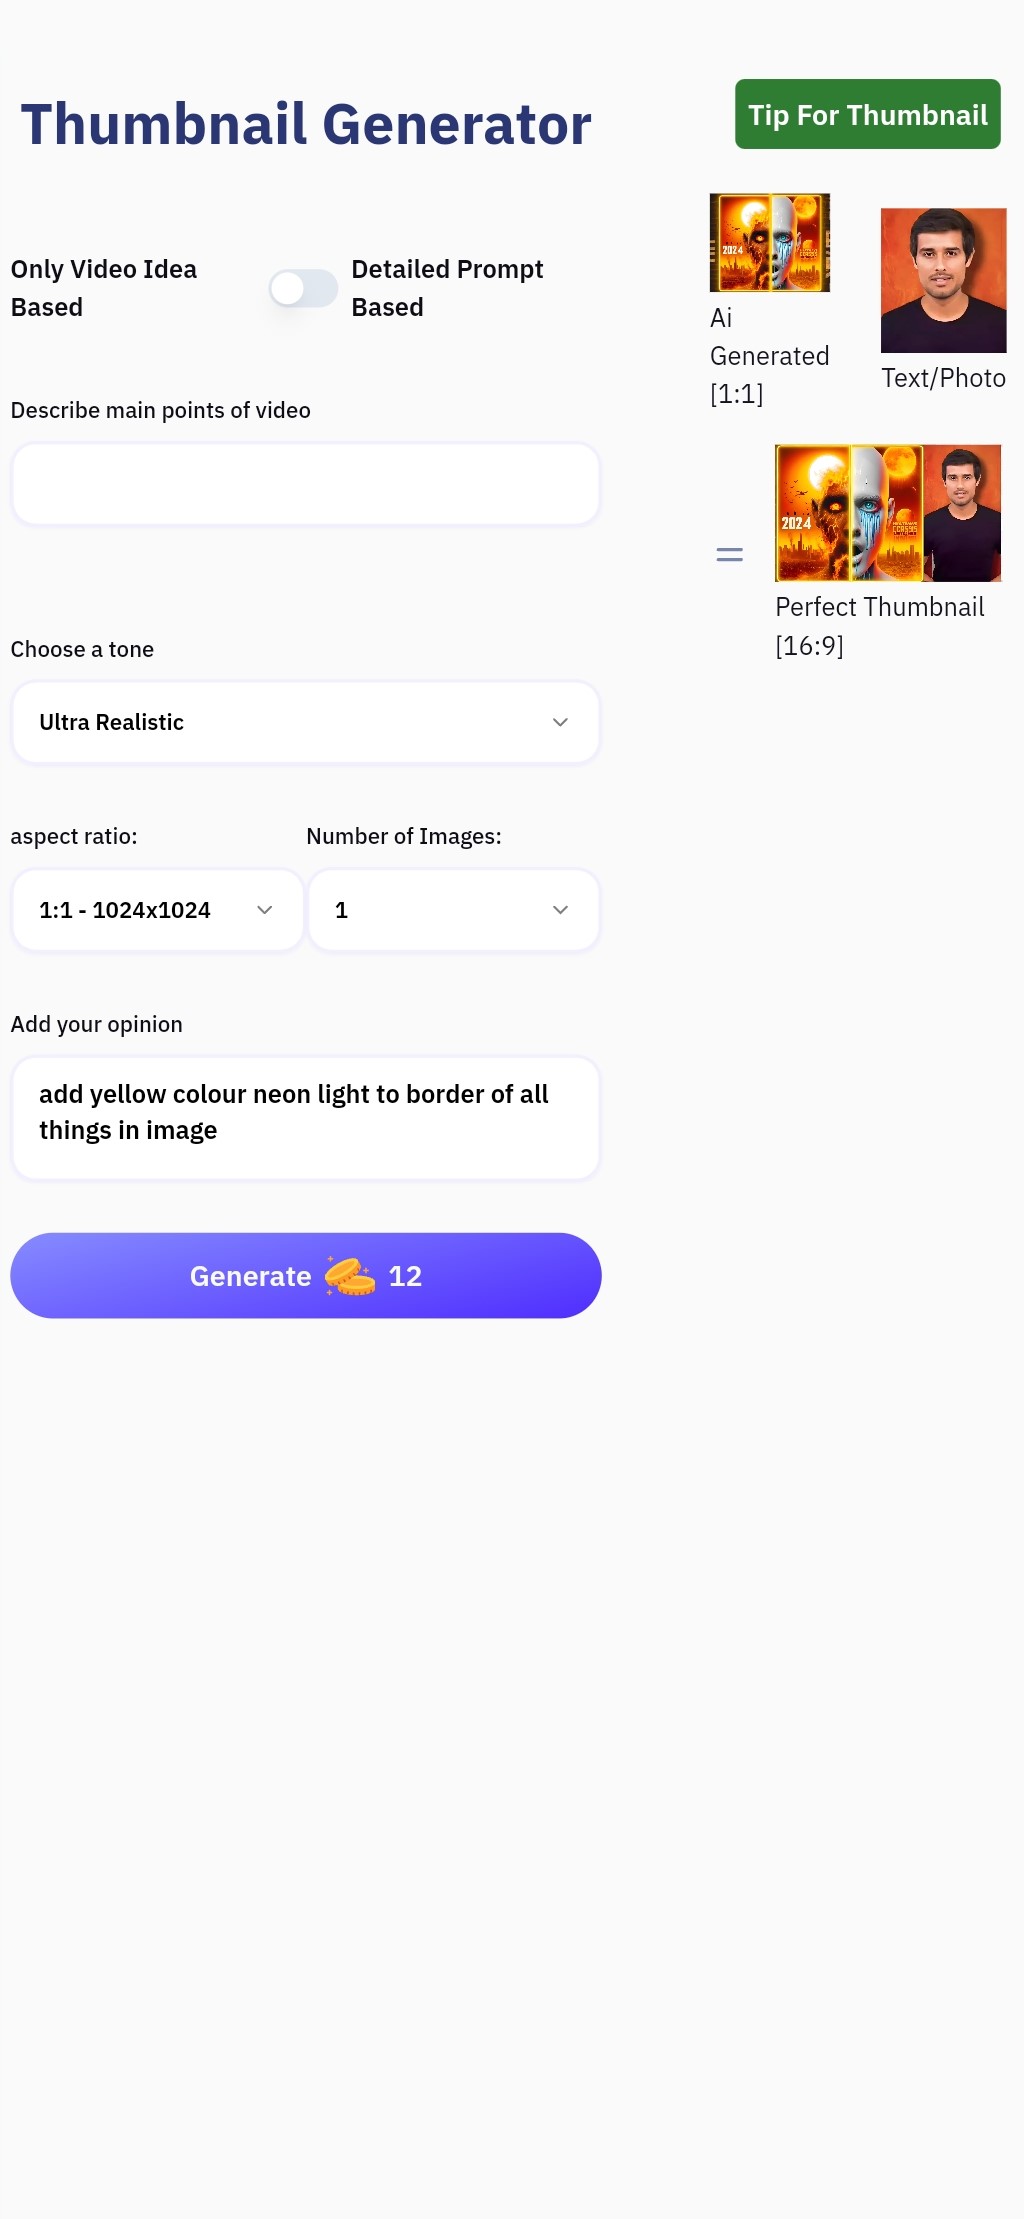 Thumbnail Generator
Tip For Thumbnail
Only Video Idea
Based
Detailed Prompt
Based
2024
Ai
Generated
[1:1]
Text/Photo
Describe main points of video
=
2024
Perfect Thumbnail
[16:9]
Choose a tone
Ultra Realistic
aspect ratio:
Number of Images:
1:1 - 1024x1024
1
Add your opinion
add yellow colour neon light to border of all
things in image
Generate 12